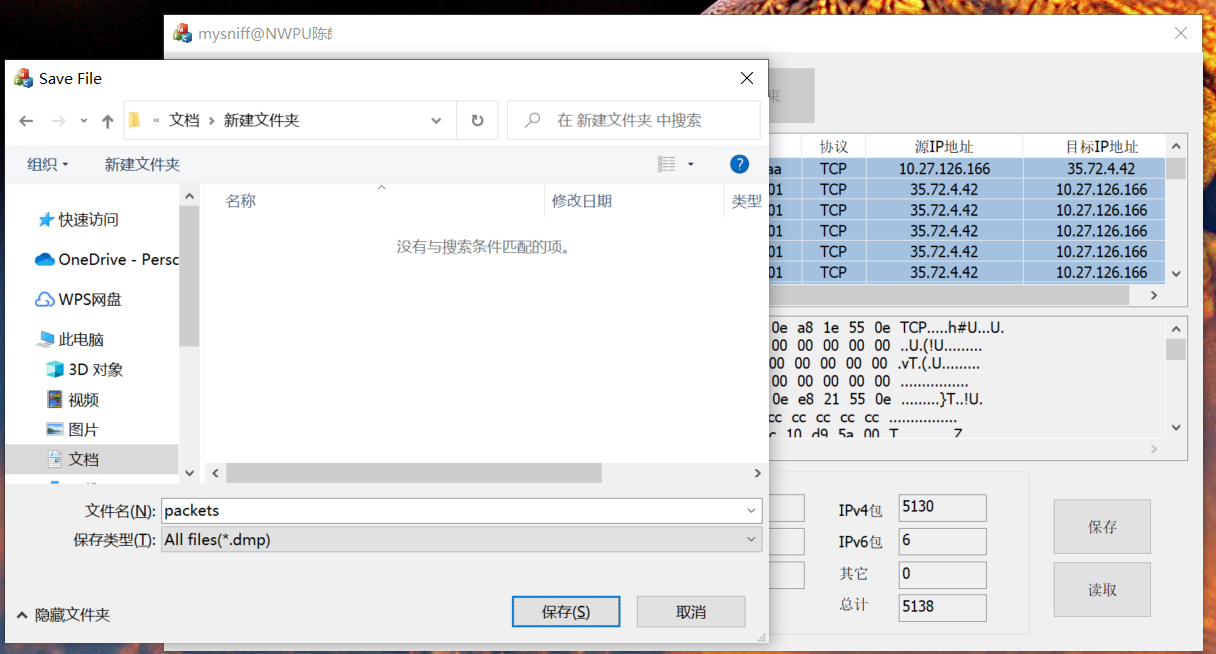 mysniff@NWPU陈
Save File
« 文档 › 新建文件夹
在 新建文件夹 中搜索
组织
新建文件夹
名称
修改日期
类型
没有与搜索条件匹配的项。
快速访问
OneDrive - Perso
WPS网盘
此电脑
3D 对象
视频
图片
文档
文件名(N): packets
保存类型(T): All files(*.dmp)
隐藏文件夹
保存(S)
取消
束
协议 源IP地址 目标IP地址
aa TCP 10.27.126.166 35.72.4.42
01 TCP 35.72.4.42 10.27.126.166
01 TCP 35.72.4.42 10.27.126.166
01 TCP 35.72.4.42 10.27.126.166
01 TCP 35.72.4.42 10.27.126.166
01 TCP 35.72.4.42 10.27.126.166
0e a8 1e 55 0e TCP.....h#U...U.
00 00 00 00 00 ..U.(!U.........
00 00 00 00 00 .vT.(.U.........
00 00 00 00 00 ................
0e e8 21 55 0e .........}T..!U.
cc cc cc cc cc ................
c 10 d9 5a 00 T.........Z
IPv4包 5130
IPv6包 6
其它 0
总计 5138
保存
读取